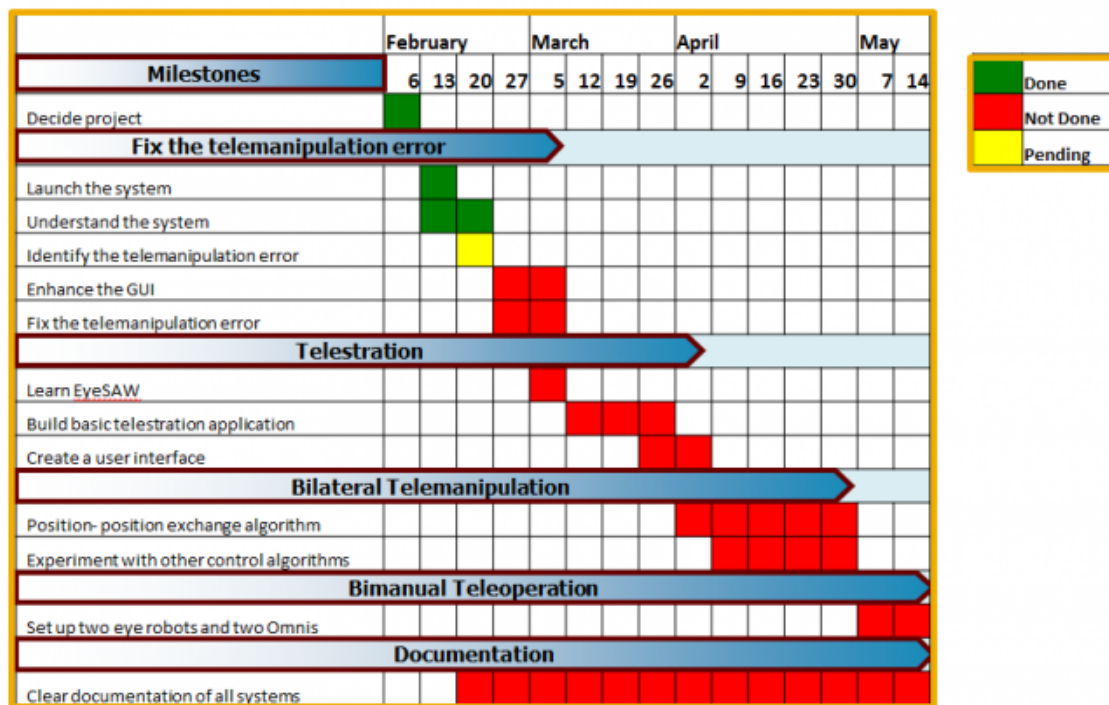 February March April May
Milestones 6 13 20 27 5 12 19 26 2 9 16 23 30 7 14
Decide project
Fix the telemanipulation error
Launch the system
Understand the system
Identify the telemanipulation error
Enhance the GUI
Fix the telemanipulation error
Telestration
Learn EyeSAW
Build basic telestration application
Create a user interface
Bilateral Telemanipulation
Position- position exchange algorithm
Experiment with other control algorithms
Bimanual Teleoperation
Set up two eye robots and two Omnis
Documentation
Clear documentation of all systems
Done
Not Done
Pending